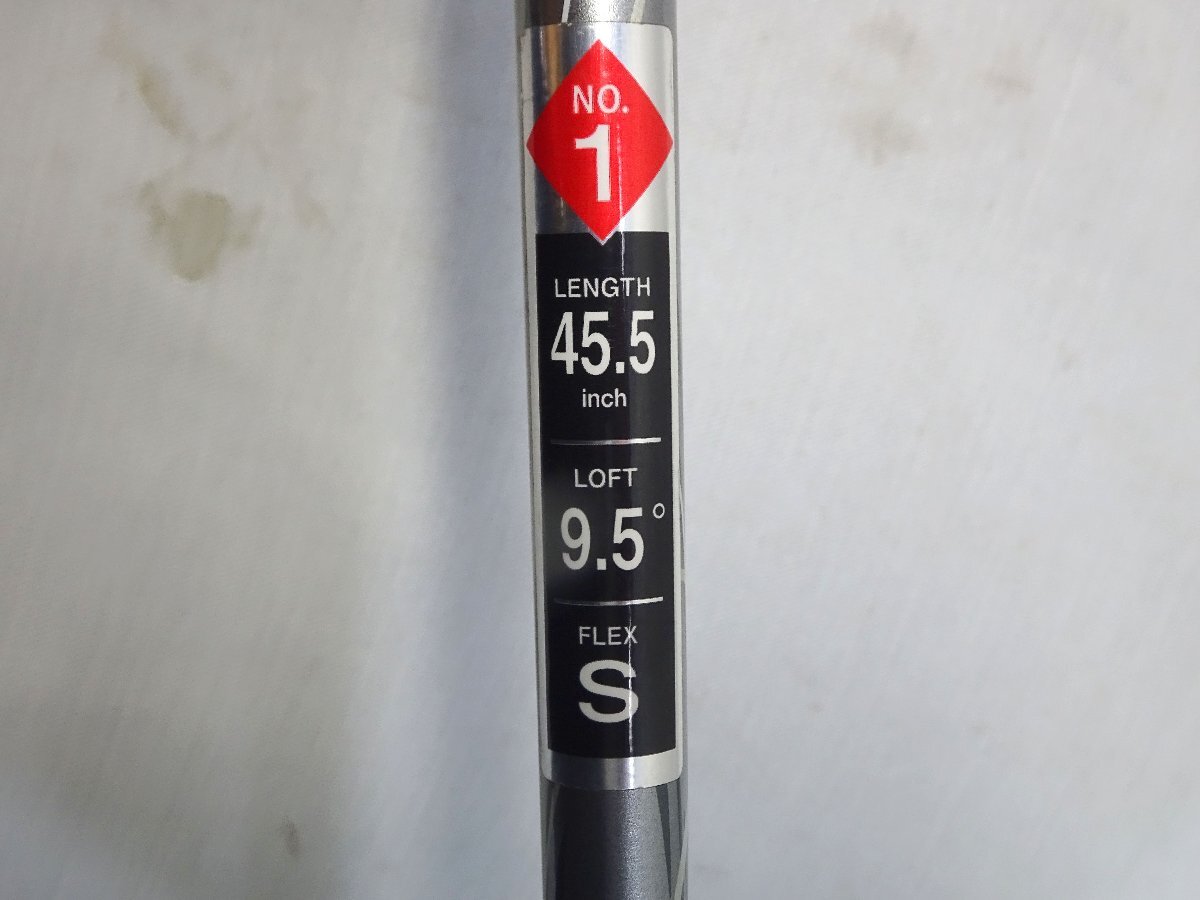 NO.
1
LENGTH
45.5
inch
LOFT
9.5°
FLEX
S